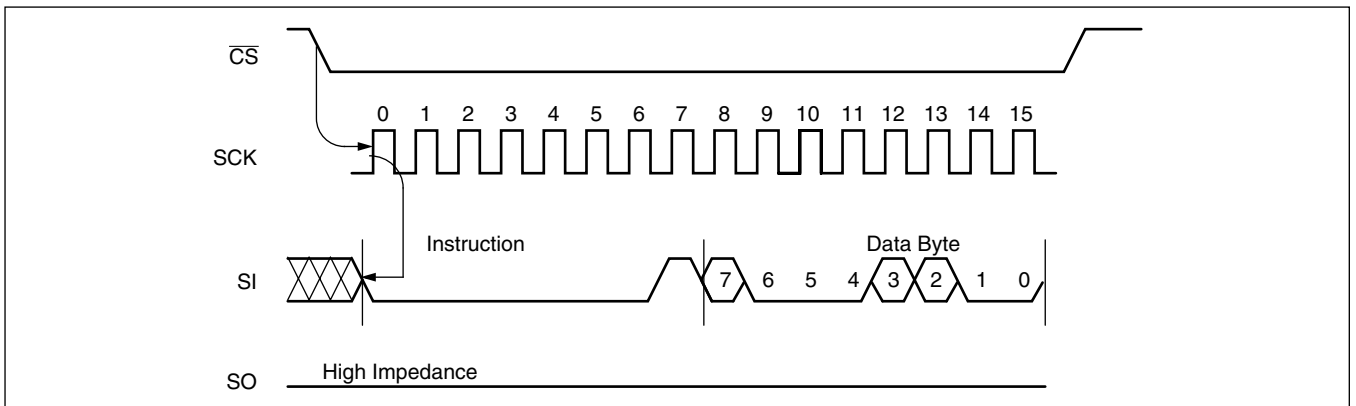 CS
0 1 2 3 4 5 6 7 8 9 10 11 12 13 14 15
SCK
Instruction Data Byte
SI 7 6 5 4 3 2 1 0
High Impedance
SO